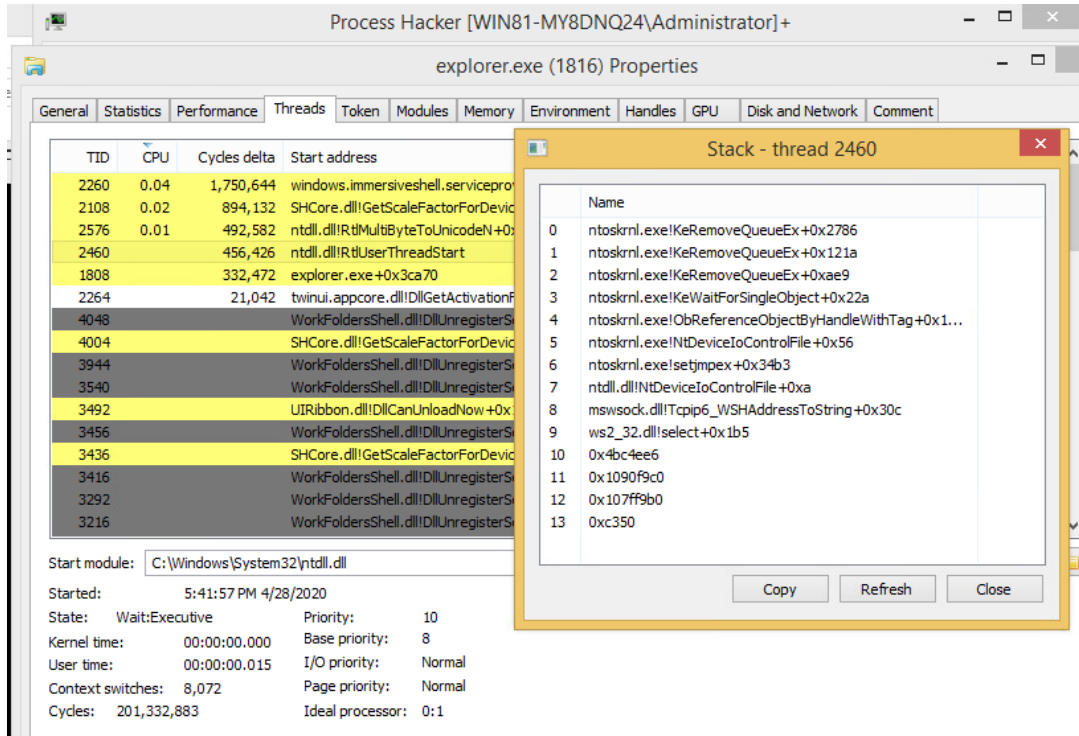 Process Hacker [WIN81-MY8DNQ24\Administrator]+
explorer.exe (1816) Properties
General Statistics Performance Threads Token Modules Memory Environment Handles GPU Disk and Network Comment
TID CPU Cycles delta Start address
2260 0.04 1,750,644 windows.immersiveshell.serviceprov
2108 0.02 894,132 SHCore.dll!GetScaleFactorForDevic
2576 0.01 492,582 ntdll.dll!RtlMultiByteToUnicodeN+0x
2460 456,426 ntdll.dll!RtlUserThreadStart
1808 332,472 explorer.exe+0x3ca70
2264 21,042 twinui.appcore.dll!DllGetActivationF
4048 WorkFoldersShell.dll!DllUnregisterSe
4004 SHCore.dll!GetScaleFactorForDevic
3944 WorkFoldersShell.dll!DllUnregisterSe
3540 WorkFoldersShell.dll!DllUnregisterSe
3492 UIRibbon.dll!DllCanUnloadNow+0x
3456 WorkFoldersShell.dll!DllUnregisterSe
3436 SHCore.dll!GetScaleFactorForDevic
3416 WorkFoldersShell.dll!DllUnregisterSe
3292 WorkFoldersShell.dll!DllUnregisterSe
3216 WorkFoldersShell.dll!DllUnregisterSe
Stack - thread 2460
Name
0 ntoskrnl.exe!KeRemoveQueueEx+0x2786
1 ntoskrnl.exe!KeRemoveQueueEx+0x121a
2 ntoskrnl.exe!KeRemoveQueueEx+0xae9
3 ntoskrnl.exe!KeWaitForSingleObject+0x22a
4 ntoskrnl.exe!ObReferenceObjectByHandleWithTag+0x1...
5 ntoskrnl.exe!NtDeviceIoControlFile+0x56
6 ntoskrnl.exe!setjmpex+0x34b3
7 ntdll.dll!NtDeviceIoControlFile+0xa
8 mswsock.dll!Tcpip6_WSHAddressToString+0x30c
9 ws2_32.dll!select+0x1b5
10 0x4bc4ee6
11 0x1090f9c0
12 0x107ff9b0
13 0xc350
Copy Refresh Close
Start module: C:\Windows\System32\ntdll.dll
Started: 5:41:57 PM 4/28/2020
State: Wait:Executive Priority: 10
Kernel time: 00:00:00.000 Base priority: 8
User time: 00:00:00.015 I/O priority: Normal
Context switches: 8,072 Page priority: Normal
Cycles: 201,332,883 Ideal processor: 0:1